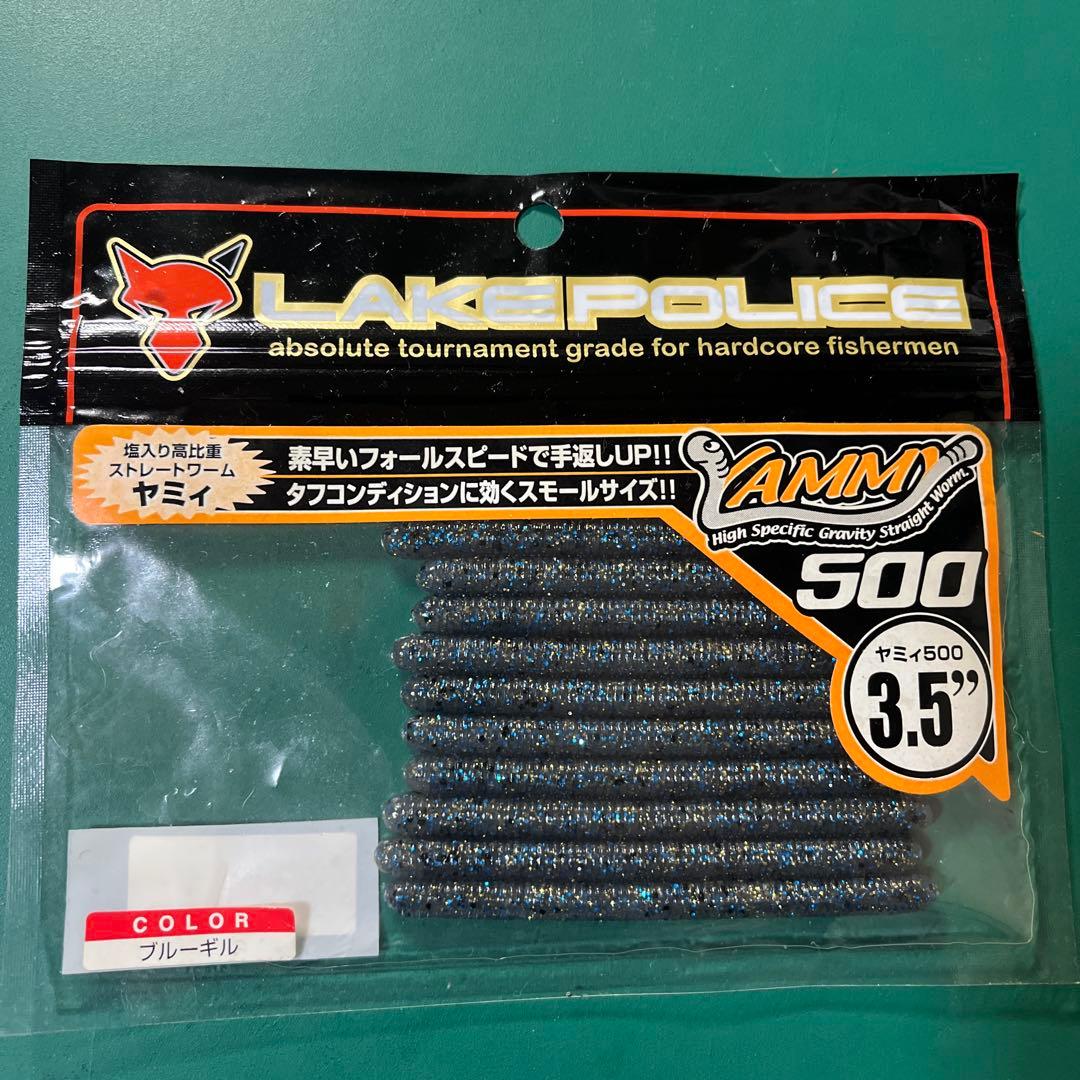 LAKE POLICE
absolute tournament grade for hardcore fishermen
塩入り高比重
ストレートワーム
ヤミィ
素早いフォールスピードで手返しUP!!
タフコンディションに効くスモールサイズ!!
YAMMY
High Specific Gravity Straight Worm.
500
ヤミィ500
3.5”
COLOR
ブルーギル